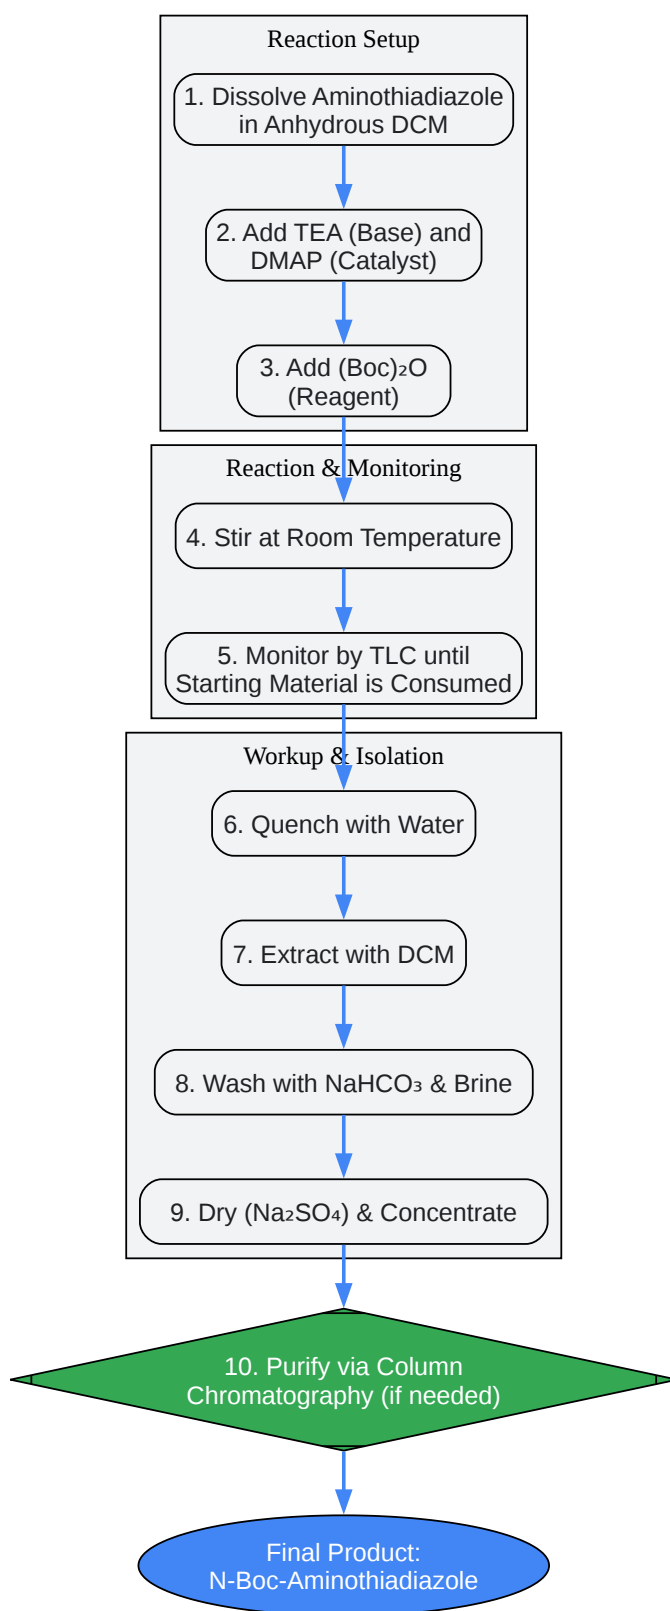 Reaction Setup
1. Dissolve Aminothiadiazole
in Anhydrous DCM
2. Add TEA (Base) and
DMAP (Catalyst)
3. Add (Boc)₂O
(Reagent)
Reaction & Monitoring
4. Stir at Room Temperature
5. Monitor by TLC until
Starting Material is Consumed
Workup & Isolation
6. Quench with Water
7. Extract with DCM
8. Wash with NaHCO₃ & Brine
9. Dry (Na₂SO₄) & Concentrate
10. Purify via Column
Chromatography (if needed)
Final Product:
N-Boc-Aminothiadiazole